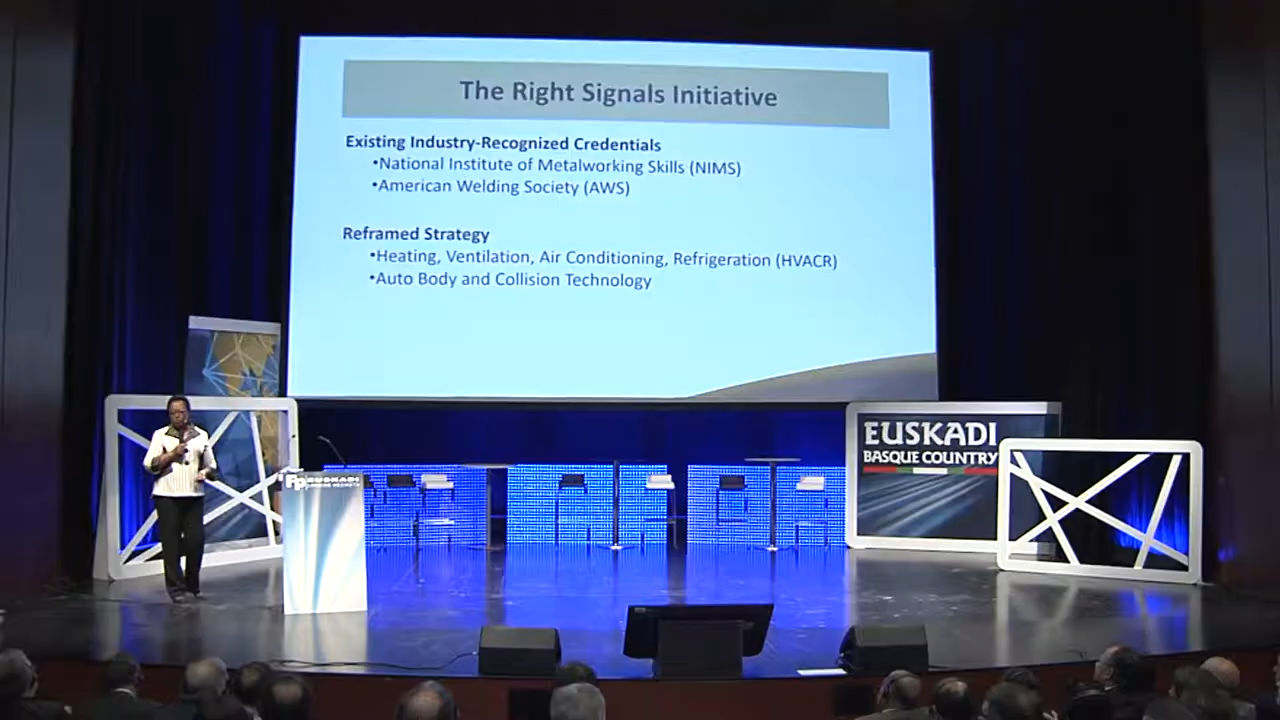 The Right Signals Initiative
Existing Industry-Recognized Credentials
•National Institute of Metalworking Skills (NIMS)
•American Welding Society (AWS)
Reframed Strategy
•Heating, Ventilation, Air Conditioning, Refrigeration (HVACR)
•Auto Body and Collision Technology
EUSKADI
BASQUE COUNTRY
FP EUSKADI